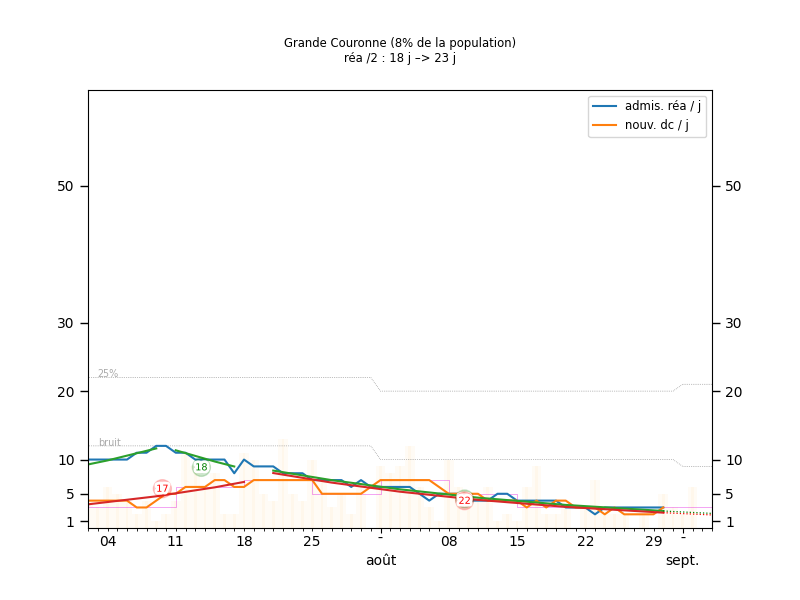 Grande Couronne (8% de la population)
réa /2 : 18 j –> 23 j
admis. réa / j
nouv. dc / j
50 50
30 30
25%
20 20
bruit
18
10 10
17
22
5 5
1 1
04 11 18 25 - 08 15 22 29 -
août sept.